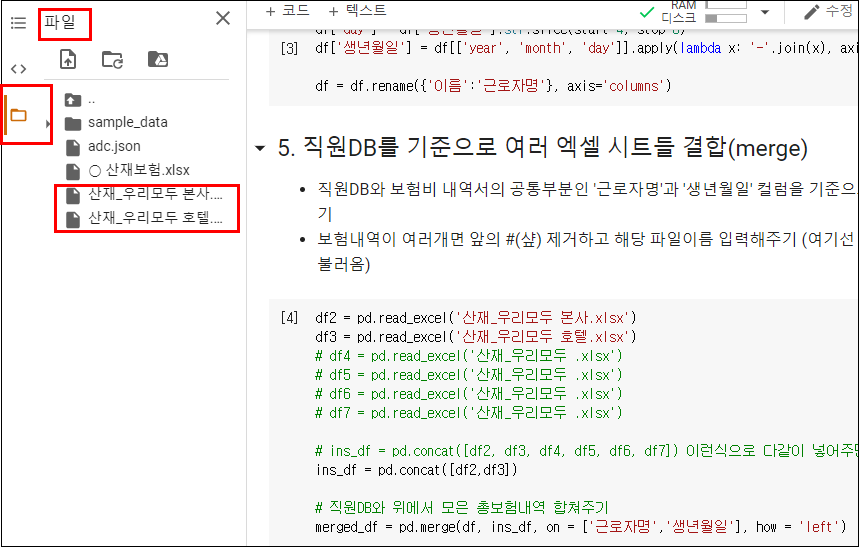 파일
+ 코드 + 텍스트
RAM
디스크
수정
[3]
df['생년월일'] = df[['year', 'month', 'day']].apply(lambda x: '-'.join(x), axi
df = df.rename({'이름':'근로자명'}, axis='columns')
..
sample_data
adc.json
○ 산재보험.xlsx
산재_우리모두 본사....
산재_우리모두 호텔....
5. 직원DB를 기준으로 여러 엑셀 시트들 결합(merge)
• 직원DB와 보험비 내역서의 공통부분인 '근로자명'과 '생년월일' 컬럼을 기준으
기
• 보험내역이 여러개면 앞의 #(샾) 제거하고 해당 파일이름 입력해주기 (여기선
불러옴)
[4]
df2 = pd.read_excel('산재_우리모두 본사.xlsx')
df3 = pd.read_excel('산재_우리모두 호텔.xlsx')
# df4 = pd.read_excel('산재_우리모두 .xlsx')
# df5 = pd.read_excel('산재_우리모두 .xlsx')
# df6 = pd.read_excel('산재_우리모두 .xlsx')
# df7 = pd.read_excel('산재_우리모두 .xlsx')
# ins_df = pd.concat([df2, df3, df4, df5, df6, df7]) 이런식으로 다같이 넣어주면
ins_df = pd.concat([df2,df3])
# 직원DB와 위에서 모은 총보험내역 합쳐주기
merged_df = pd.merge(df, ins_df, on = ['근로자명','생년월일'], how = 'left')